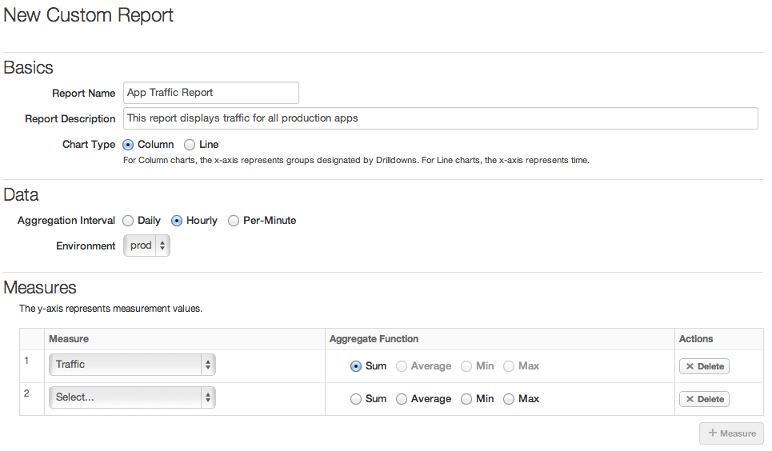 New Custom Report
Basics
Report Name App Traffic Report
Report Description This report displays traffic for all production apps
Chart Type Column Line
For Column charts, the x-axis represents groups designated by Drilldowns. For Line charts, the x-axis represents time.
Data
Aggregation Interval Daily Hourly Per-Minute
Environment prod
Measures
The y-axis represents measurement values.
Measure Aggregate Function Actions
1 Traffic Sum Average Min Max × Delete
2 Select... Sum Average Min Max × Delete
+ Measure